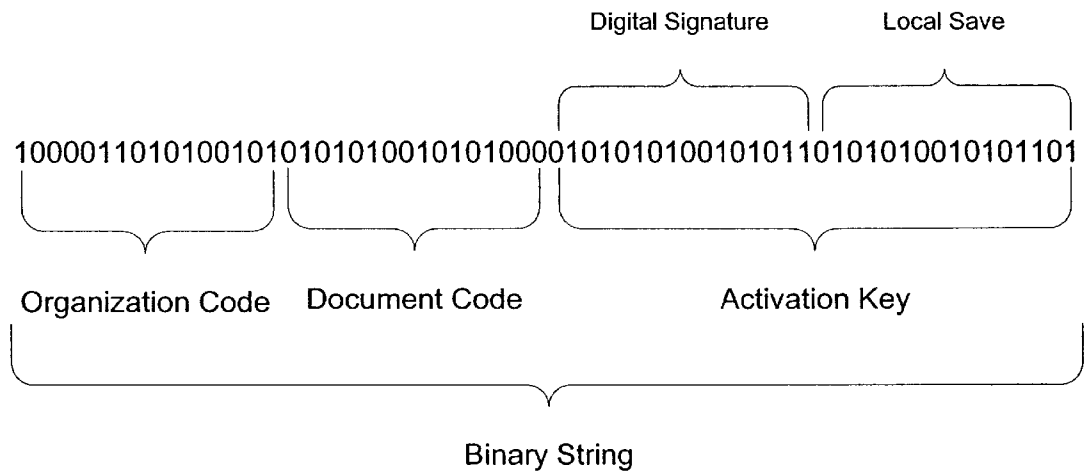 Digital Signature Local Save
1000011010100101010101001010100001010101001010110101010010101101
Organization Code Document Code Activation Key
Binary String